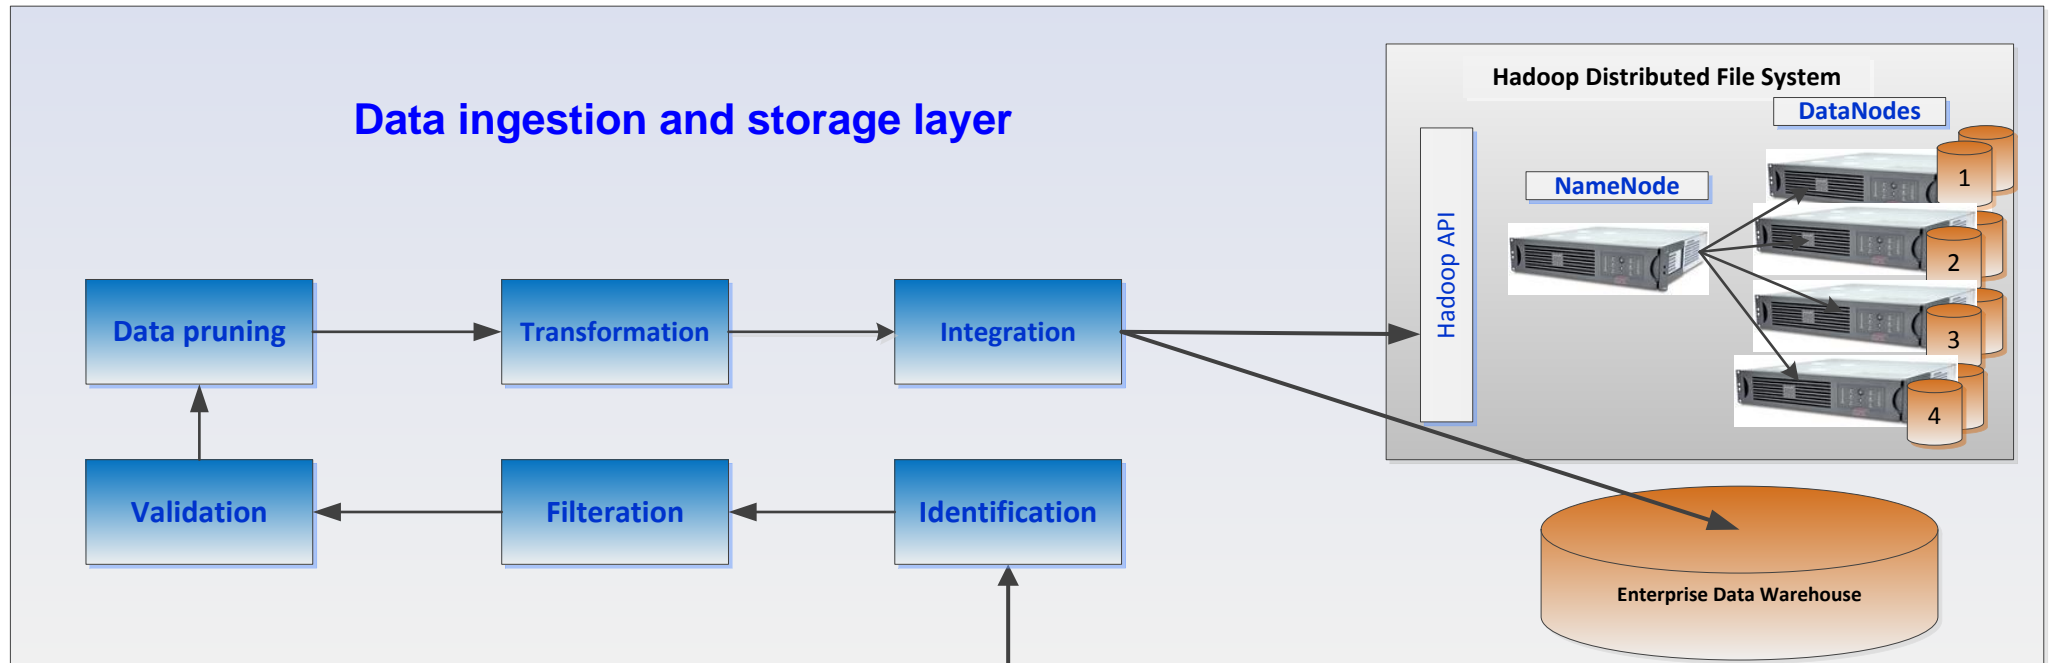 Data ingestion and storage layer
Hadoop Distributed File System
DataNodes
NameNode
Hadoop API
1
2
3
4
Data pruning
Transformation
Integration
Validation
Filteration
Identification
Enterprise Data Warehouse